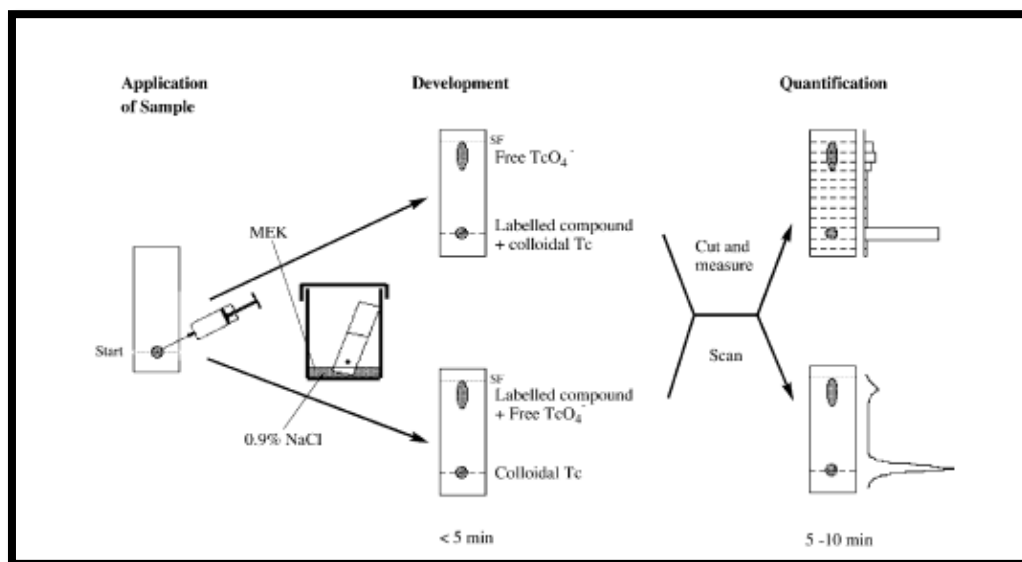 Application
of Sample
Development
Quantification
SF
Free TcO₄⁻
Labelled compound
+ colloidal Tc
MEK
Start
0.9% NaCl
SF
Labelled compound
+ Free TcO₄⁻
Colloidal Tc
Cut and
measure
Scan
< 5 min
5 -10 min